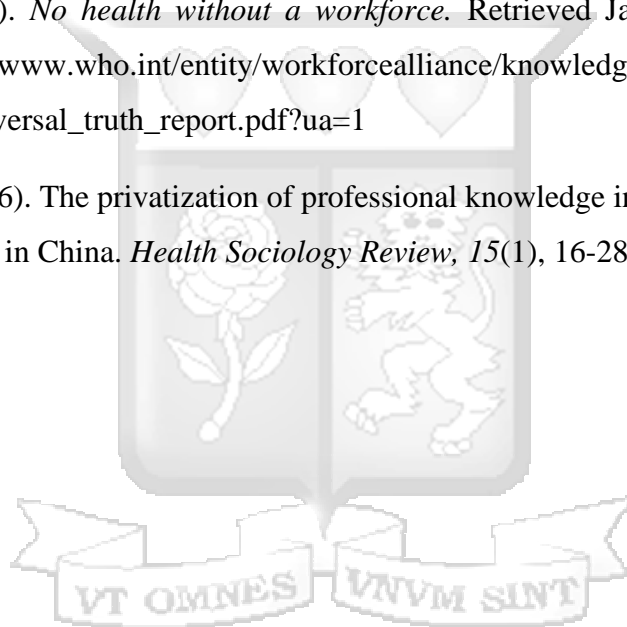 ). No health without a workforce. Retrieved Ja
www.who.int/entity/workforcealliance/knowledg
versal_truth_report.pdf?ua=1
6). The privatization of professional knowledge in
in China. Health Sociology Review, 15(1), 16-28
VT OMNES VNVM SINT